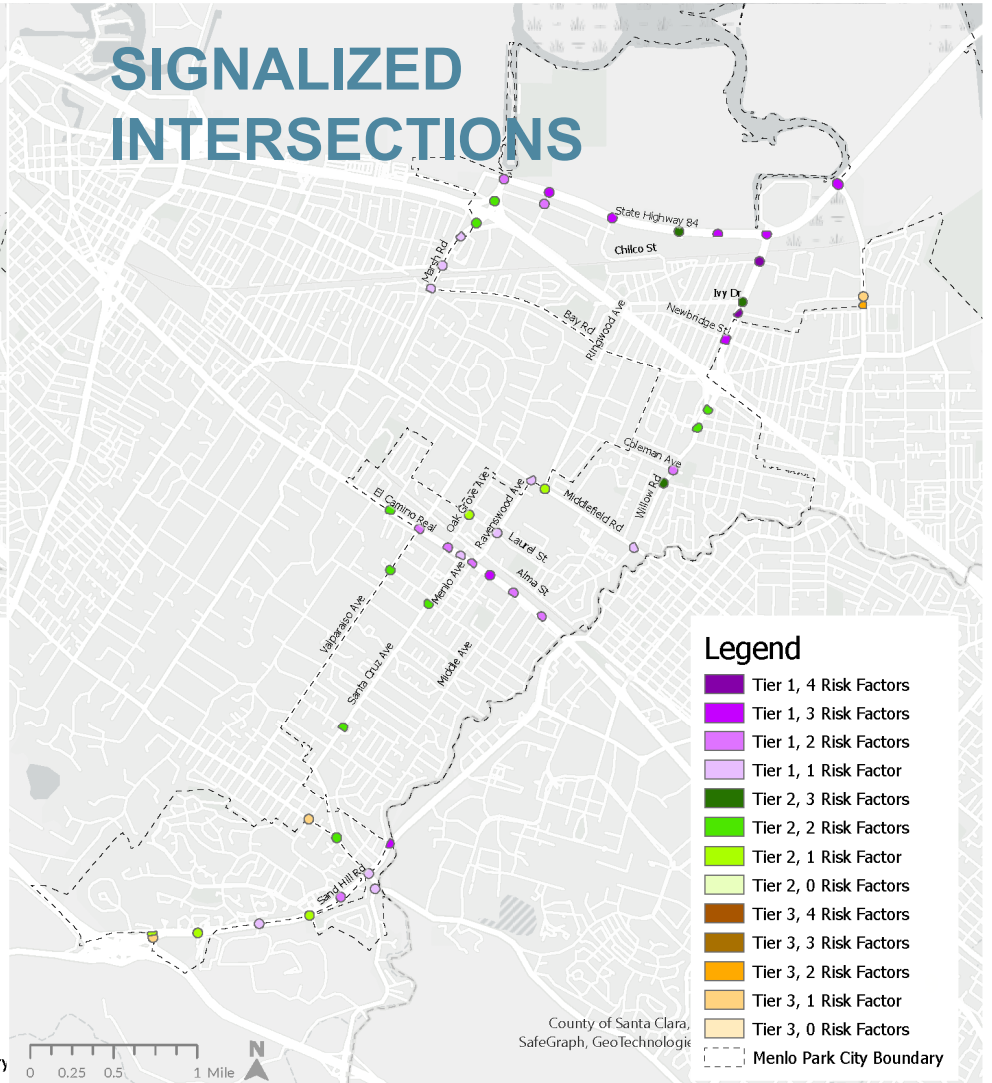 SIGNALIZED
INTERSECTIONS
State Highway 84
Chilco St
Marsh Rd
Ivy Dr
Newbridge St
Bay Rd
Ringwood Ave
Coleman Ave
Willow Rd
Middlefield Rd
El Camino Real
Oak Grove Ave
Ravenswood Ave
Laurel St
Alma St
Menlo Ave
Valparaiso Ave
Santa Cruz Ave
Middle Ave
Sand Hill Rd
Legend
Tier 1, 4 Risk Factors
Tier 1, 3 Risk Factors
Tier 1, 2 Risk Factors
Tier 1, 1 Risk Factor
Tier 2, 3 Risk Factors
Tier 2, 2 Risk Factors
Tier 2, 1 Risk Factor
Tier 2, 0 Risk Factors
Tier 3, 4 Risk Factors
Tier 3, 3 Risk Factors
Tier 3, 2 Risk Factors
Tier 3, 1 Risk Factor
Tier 3, 0 Risk Factors
Menlo Park City Boundary
County of Santa Clara,
SafeGraph, GeoTechnologie
N
0 0.25 0.5 1 Mile